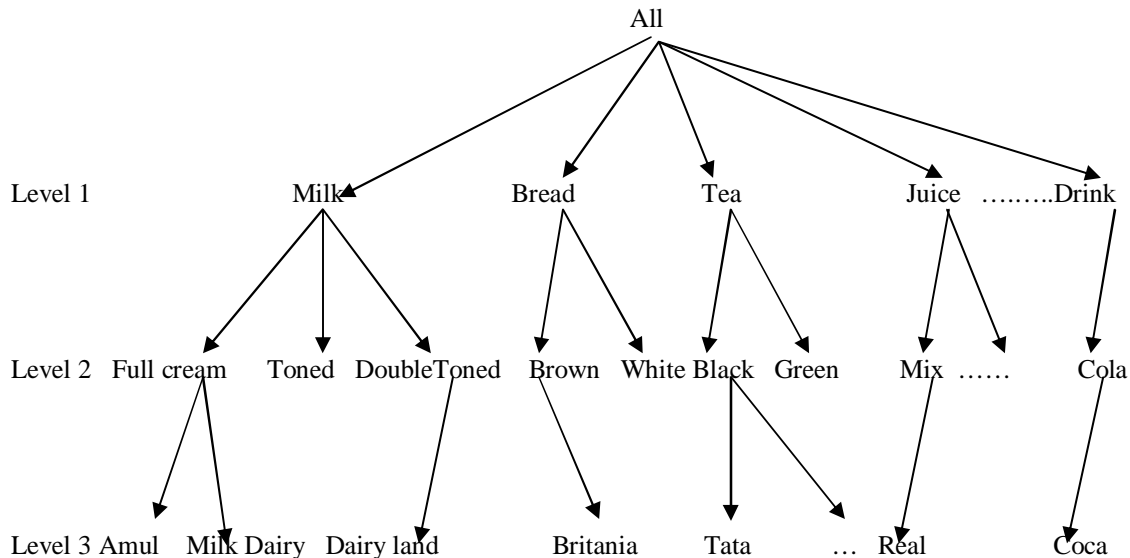 All
Level 1 Milk Bread Tea Juice ……….Drink
Level 2 Full cream Toned DoubleToned Brown White Black Green Mix …… Cola
Level 3 Amul Milk Dairy Dairy land Britania Tata … Real Coca